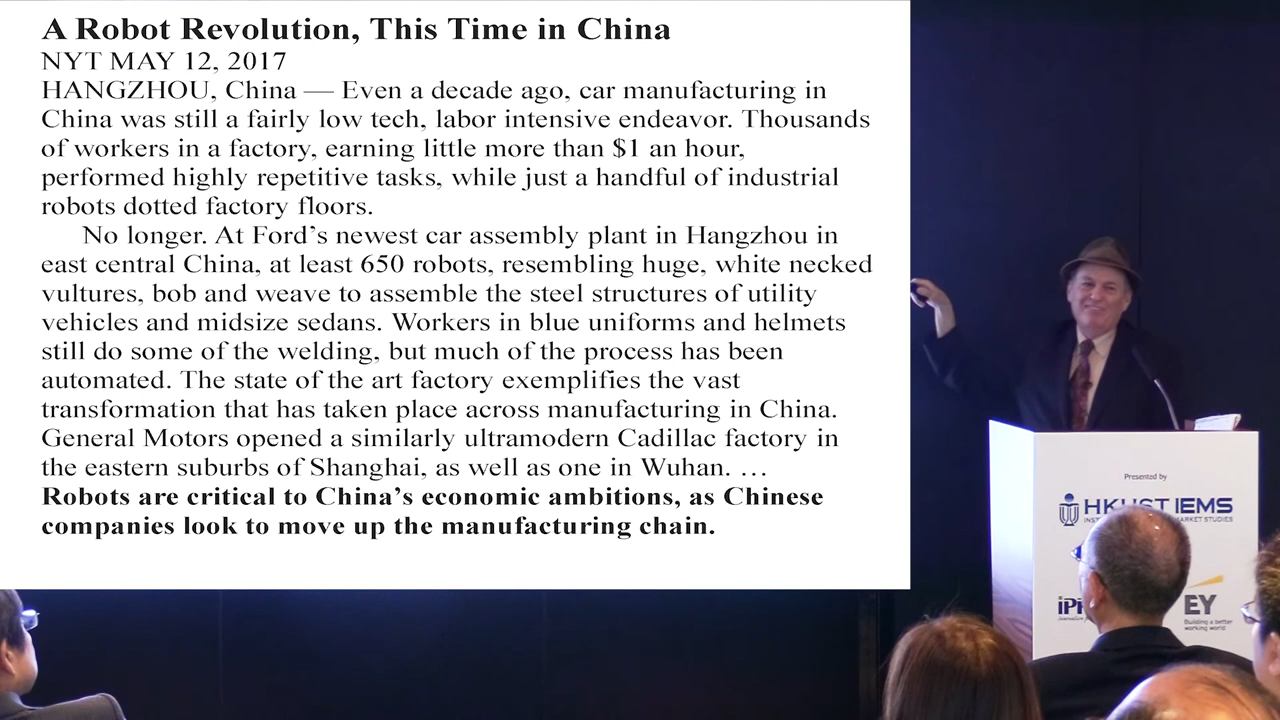 A Robot Revolution, This Time in China
NYT MAY 12, 2017
HANGZHOU, China — Even a decade ago, car manufacturing in
China was still a fairly low tech, labor intensive endeavor. Thousands
of workers in a factory, earning little more than $1 an hour,
performed highly repetitive tasks, while just a handful of industrial
robots dotted factory floors.
No longer. At Ford’s newest car assembly plant in Hangzhou in
east central China, at least 650 robots, resembling huge, white necked
vultures, bob and weave to assemble the steel structures of utility
vehicles and midsize sedans. Workers in blue uniforms and helmets
still do some of the welding, but much of the process has been
automated. The state of the art factory exemplifies the vast
transformation that has taken place across manufacturing in China.
General Motors opened a similarly ultramodern Cadillac factory in
the eastern suburbs of Shanghai, as well as one in Wuhan. …
Robots are critical to China’s economic ambitions, as Chinese
companies look to move up the manufacturing chain.
Presented by
HKUST IEMS
MARKET STUDIES
EY
Building a better
working world